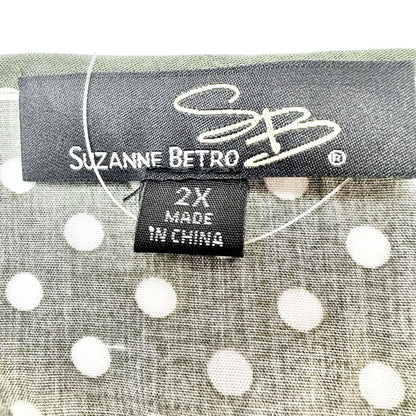 SB
SUZANNE BETRO ®
2X
MADE
IN CHINA